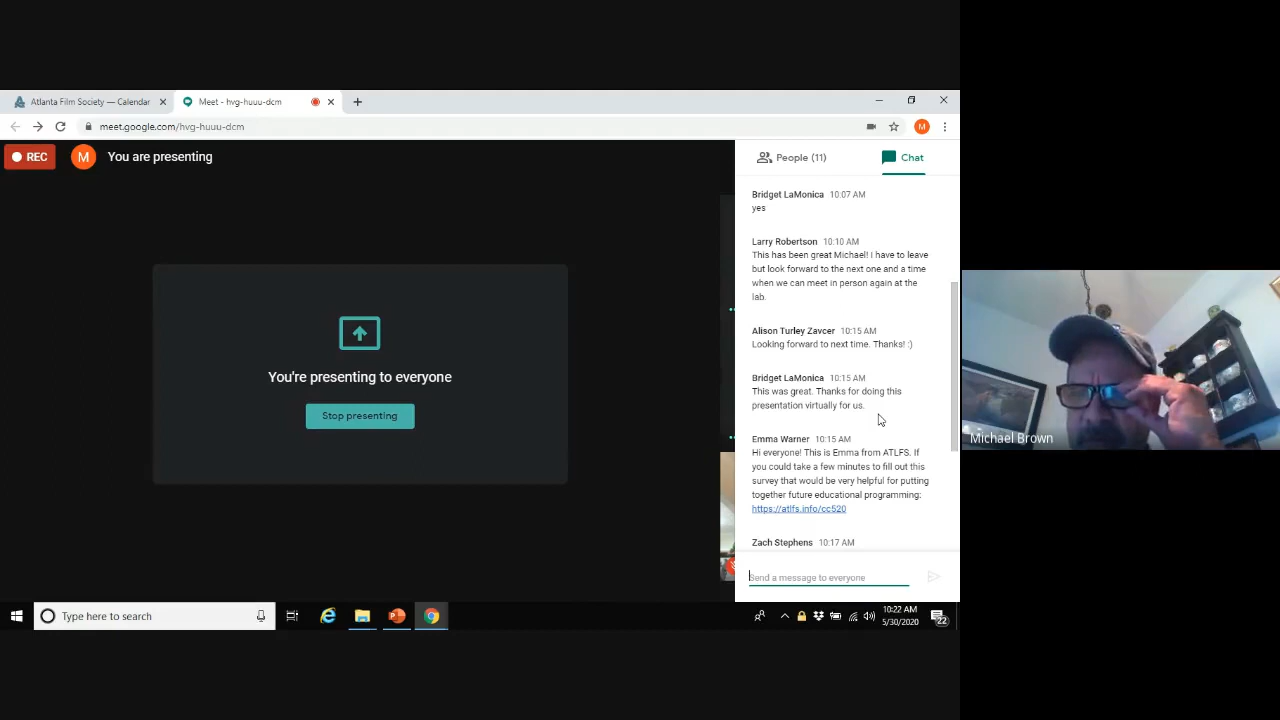 Atlanta Film Society — Calendar
Meet - hvg-huuu-dcm
meet.google.com/hvg-huuu-dcm
M
REC
M
You are presenting
People (11)
Chat
Bridget LaMonica 10:07 AM
yes
Larry Robertson 10:10 AM
This has been great Michael! I have to leave
but look forward to the next one and a time
when we can meet in person again at the
lab.
Alison Turley Zavcer 10:15 AM
Looking forward to next time. Thanks! :)
Bridget LaMonica 10:15 AM
This was great. Thanks for doing this
presentation virtually for us.
Emma Warner 10:15 AM
Hi everyone! This is Emma from ATLFS. If
you could take a few minutes to fill out this
survey that would be very helpful for putting
together future educational programming:
https://atlfs.info/cc520
Zach Stephens 10:17 AM
Send a message to everyone
You're presenting to everyone
Stop presenting
Michael Brown
Type here to search
10:22 AM
5/30/2020
22